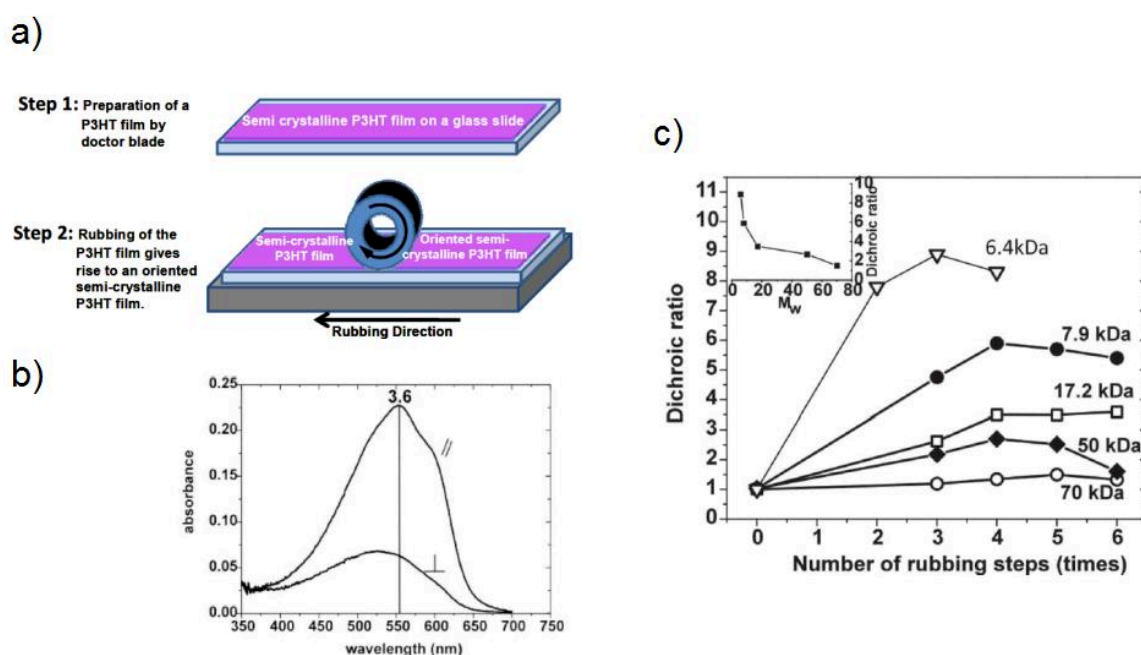 a)
Step 1: Preparation of a
P3HT film by
doctor blade
Semi crystalline P3HT film on a glass slide
Step 2: Rubbing of the
P3HT film gives
rise to an oriented
semi-crystalline
P3HT film.
Semi-crystalline
P3HT film
Oriented semi-
crystalline P3HT film
Rubbing Direction
b)
0.25
0.20
0.15
0.10
0.05
0.00
absorbance
3.6
//
⊥
350 400 450 500 550 600 650 700 750
wavelength (nm)
c)
11
10
9
8
7
6
5
4
3
2
1
0
Dichroic ratio
10
8
6
4
2
0
Dichroic ratio
0 20 40 60 80
Mw
6.4kDa
7.9 kDa
17.2 kDa
50 kDa
70 kDa
0 1 2 3 4 5 6
Number of rubbing steps (times)